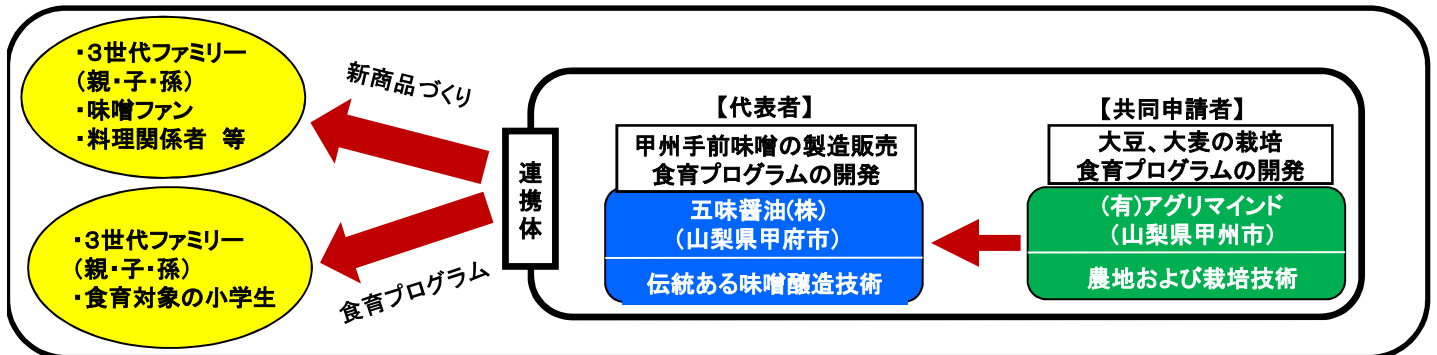 ・3世代ファミリー
(親・子・孫)
・味噌ファン
・料理関係者 等
新商品づくり
・3世代ファミリー
(親・子・孫)
・食育対象の小学生
食育プログラム
連携体
【代表者】
甲州手前味噌の製造販売
食育プログラムの開発
五味醤油(株)
(山梨県甲府市)
伝統ある味噌醸造技術
【共同申請者】
大豆、大麦の栽培
食育プログラムの開発
(有)アグリマインド
(山梨県甲州市)
農地および栽培技術